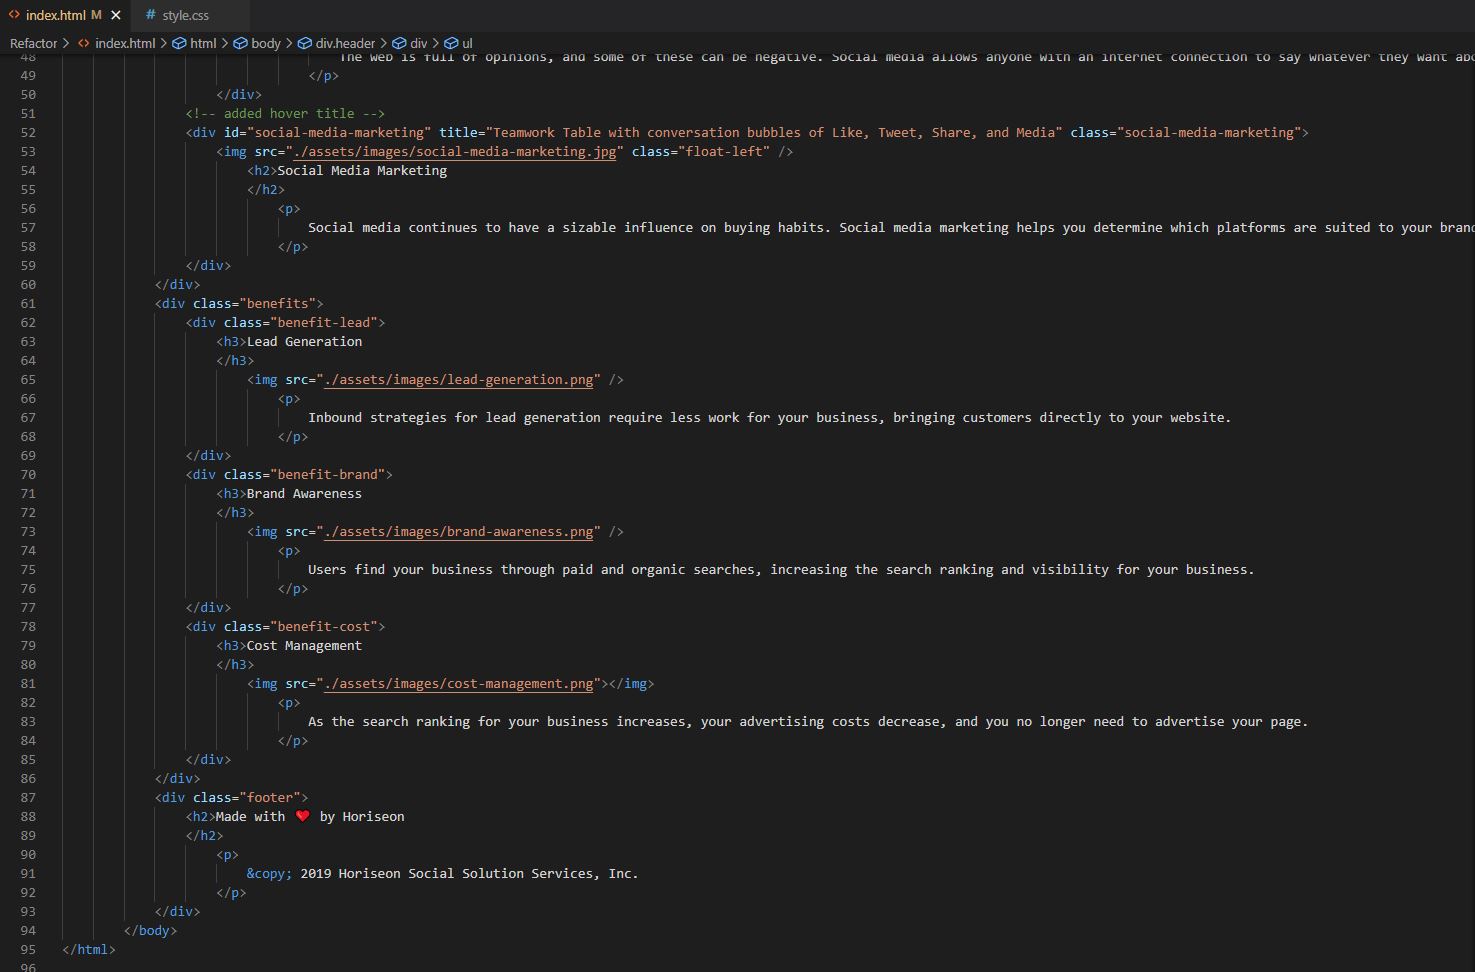 index.html M
style.css
Refactor > index.html > html > body > div.header > div > ul
48 The web is full of opinions, and some of these can be negative. Social media allows anyone with an internet connection to say whatever they want abo
49 </p>
50 </div>
51 <!-- added hover title -->
52 <div id="social-media-marketing" title="Teamwork Table with conversation bubbles of Like, Tweet, Share, and Media" class="social-media-marketing">
53 <img src="./assets/images/social-media-marketing.jpg" class="float-left" />
54 <h2>Social Media Marketing
55 </h2>
56 <p>
57 Social media continues to have a sizable influence on buying habits. Social media marketing helps you determine which platforms are suited to your brand
58 </p>
59 </div>
60 </div>
61 <div class="benefits">
62 <div class="benefit-lead">
63 <h3>Lead Generation
64 </h3>
65 <img src="./assets/images/lead-generation.png" />
66 <p>
67 Inbound strategies for lead generation require less work for your business, bringing customers directly to your website.
68 </p>
69 </div>
70 <div class="benefit-brand">
71 <h3>Brand Awareness
72 </h3>
73 <img src="./assets/images/brand-awareness.png" />
74 <p>
75 Users find your business through paid and organic searches, increasing the search ranking and visibility for your business.
76 </p>
77 </div>
78 <div class="benefit-cost">
79 <h3>Cost Management
80 </h3>
81 <img src="./assets/images/cost-management.png"></img>
82 <p>
83 As the search ranking for your business increases, your advertising costs decrease, and you no longer need to advertise your page.
84 </p>
85 </div>
86 </div>
87 <div class="footer">
88 <h2>Made with ❤️ by Horiseon
89 </h2>
90 <p>
91 &copy; 2019 Horiseon Social Solution Services, Inc.
92 </p>
93 </div>
94 </body>
95 </html>
96